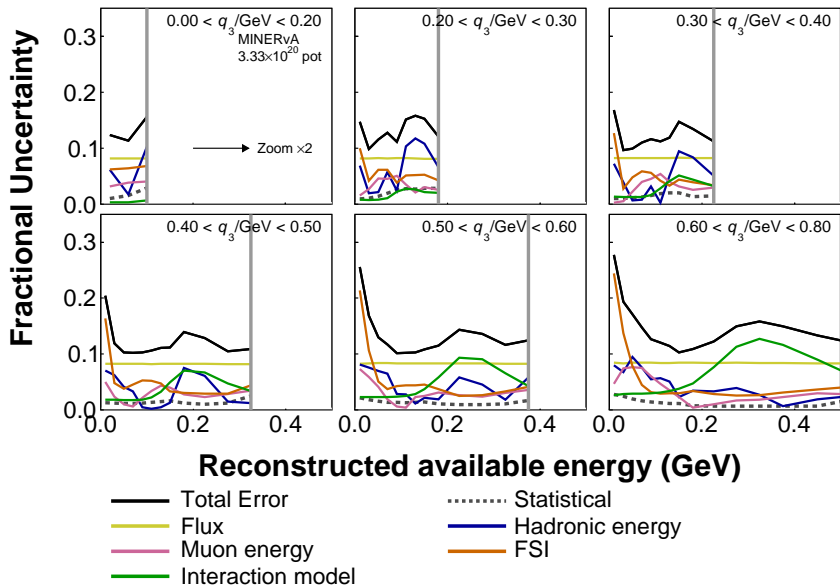 0.00 < q3/GeV < 0.20
0.20 < q3/GeV < 0.30
0.30 < q3/GeV < 0.40
MINERvA
3.33×10^20 pot
Zoom ×2
0.3
0.2
0.1
0.0
0.40 < q3/GeV < 0.50
0.50 < q3/GeV < 0.60
0.60 < q3/GeV < 0.80
0.3
0.2
0.1
0.0
0.0 0.2 0.4 0.0 0.2 0.4 0.0 0.2 0.4
Fractional Uncertainty
Reconstructed available energy (GeV)
Total Error
Flux
Muon energy
Interaction model
Statistical
Hadronic energy
FSI